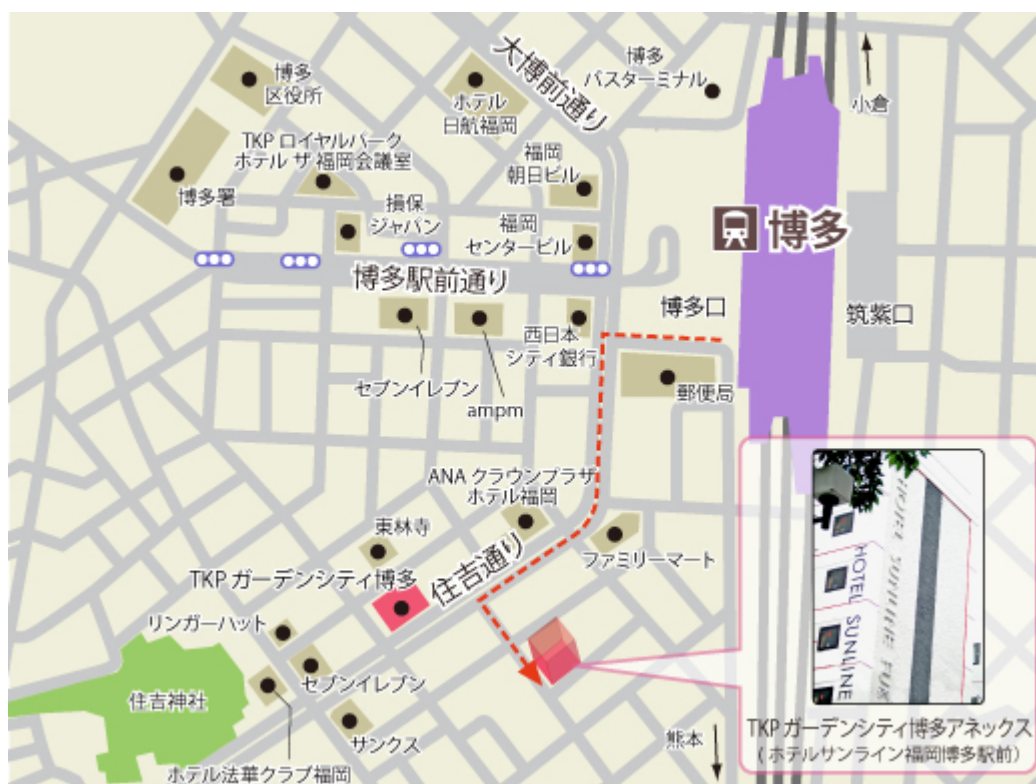 博多
区役所
ホテル
日航福岡
大博前通り
博多
バスターミナル
小倉
TKP ロイヤルパーク
ホテル ザ 福岡会議室
福岡
朝日ビル
博多署
損保
ジャパン
福岡
センタービル
博多
博多駅前通り
博多口
筑紫口
西日本
シティ銀行
セブンイレブン
ampm
郵便局
ANA クラウンプラザ
ホテル福岡
東林寺
住吉通り
ファミリーマート
TKP ガーデンシティ博多
リンガーハット
セブンイレブン
住吉神社
サンクス
ホテル法華クラブ福岡
熊本
HOTEL SUNLINE
TKP ガーデンシティ博多アネックス
(ホテルサンライン福岡博多駅前)